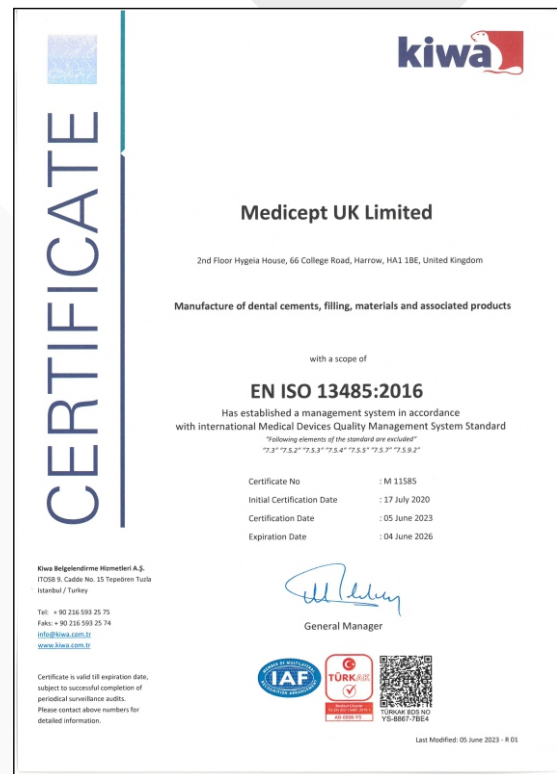 kiwa
CERTIFICATE
Medicept UK Limited
2nd Floor Hygeia House, 66 College Road, Harrow, HA1 1BE, United Kingdom
Manufacture of dental cements, filling, materials and associated products
with a scope of
EN ISO 13485:2016
Has established a management system in accordance
with international Medical Devices Quality Management System Standard
"Following elements of the standard are excluded"
"7.3" "7.5.2" "7.5.3" "7.5.4" "7.5.5" "7.5.7" "7.5.9.2"
Certificate No : M 11585
Initial Certification Date : 17 July 2020
Certification Date : 05 June 2023
Expiration Date : 04 June 2026
General Manager
Kiwa Belgelendirme Hizmetleri A.Ş.
ITOSB 9. Cadde No. 15 Tepeören Tuzla
Istanbul / Turkey
Tel: + 90 216 593 25 75
Faks: + 90 216 593 25 74
info@kiwa.com.tr
www.kiwa.com.tr
Certificate is valid till expiration date,
subject to successful completion of
periodical surveillance audits.
Please contact above numbers for
detailed information.
MEMBER OF MULTILATERAL
IAF
RECOGNITION ARRANGEMENT
TÜRKAK
TÜRKAK BDS NO
YS-8867-7BE4
Last Modified: 05 June 2023 - R 01